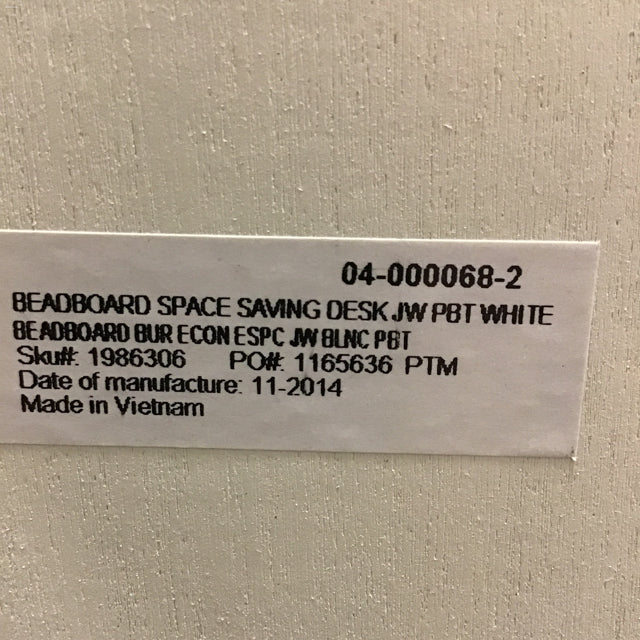 04-000068-2
BEADBOARD SPACE SAVING DESK JW PBT WHITE
BEADBOARD BUR ECON ESPC JW BLNC PBT
Sku#: 1986306 PO#: 1165636 PTM
Date of manufacture: 11-2014
Made in Vietnam